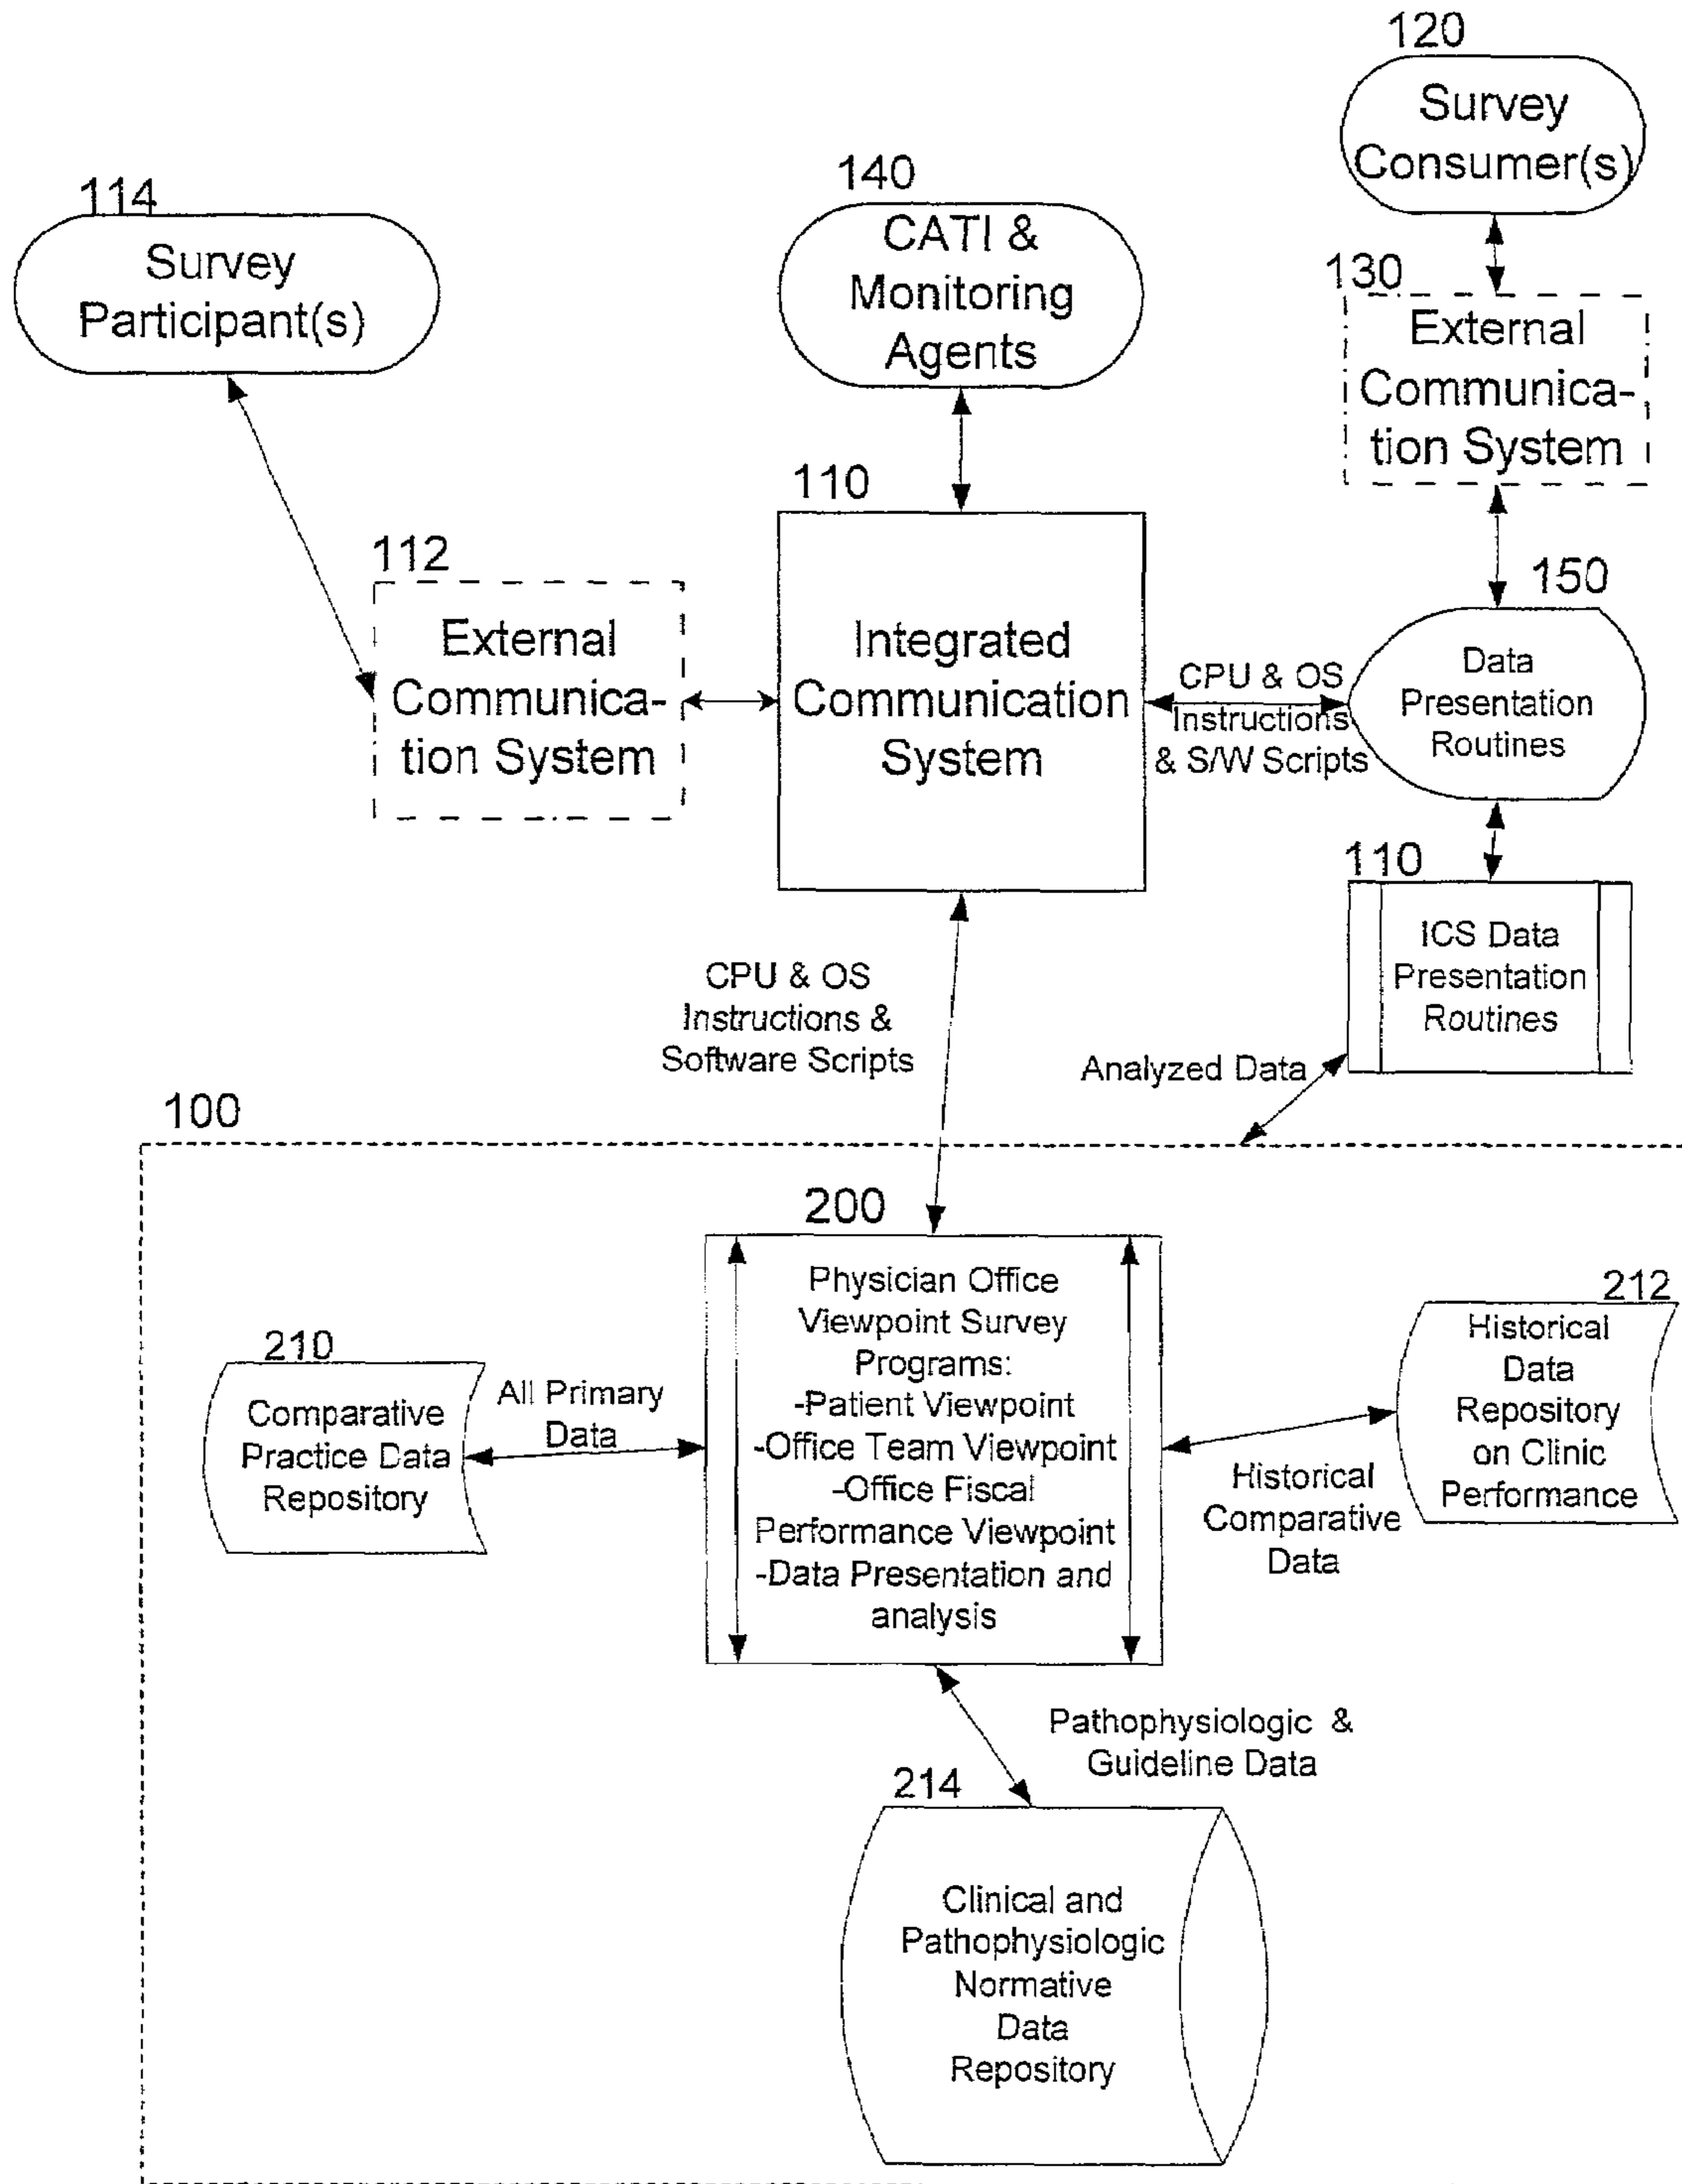 120
Survey
Consumer(s)
140
CATI &
Monitoring
Agents
114
Survey
Participant(s)
130
External
Communica-
tion System
110
Integrated
Communication
System
112
External
Communica-
tion System
150
Data
Presentation
Routines
CPU & OS
Instructions
& S/W Scripts
110
ICS Data
Presentation
Routines
CPU & OS
Instructions &
Software Scripts
Analyzed Data
100
200
Physician Office
Viewpoint Survey
Programs:
-Patient Viewpoint
-Office Team Viewpoint
-Office Fiscal
Performance Viewpoint
-Data Presentation and
analysis
210
Comparative
Practice Data
Repository
All Primary
Data
212
Historical
Data
Repository
on Clinic
Performance
Historical
Comparative
Data
Pathophysiologic &
Guideline Data
214
Clinical and
Pathophysiologic
Normative
Data
Repository